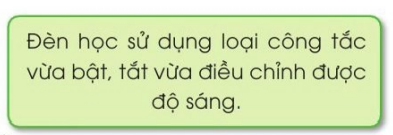 Đèn học sử dụng loại công tắc
vừa bật, tắt vừa điều chỉnh được
độ sáng.